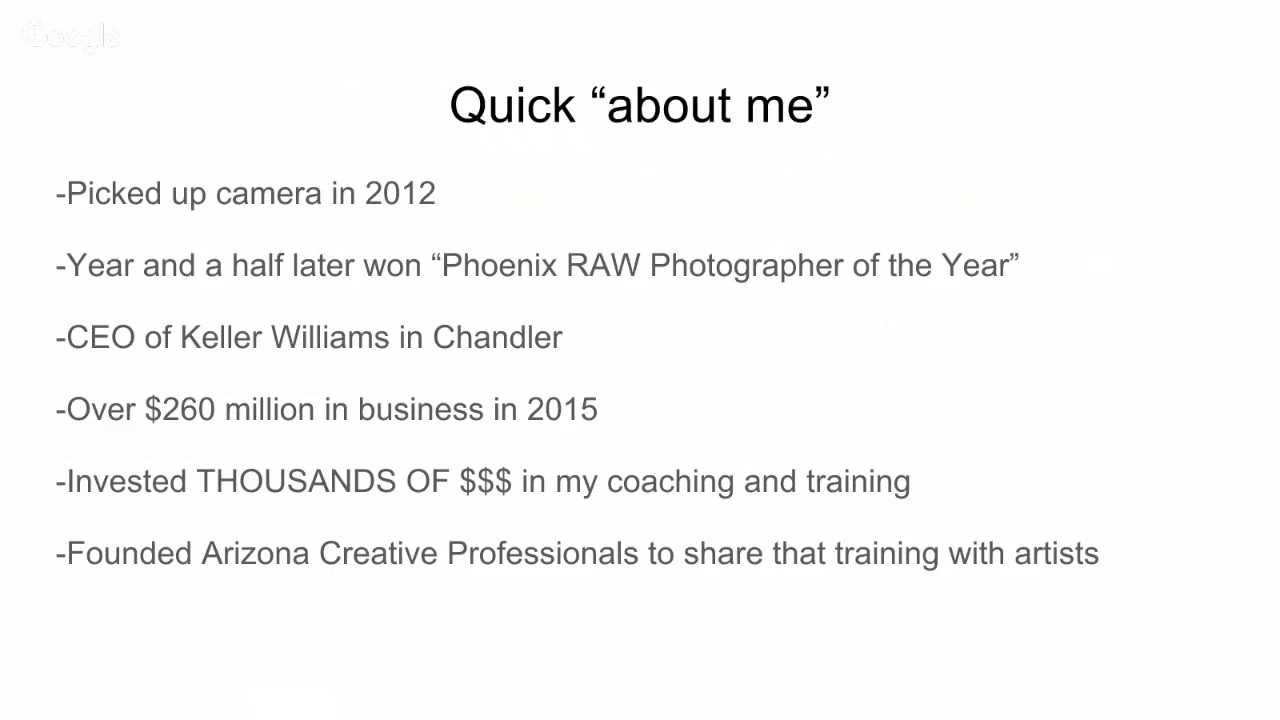 Google
Quick “about me”
-Picked up camera in 2012
-Year and a half later won “Phoenix RAW Photographer of the Year”
-CEO of Keller Williams in Chandler
-Over $260 million in business in 2015
-Invested THOUSANDS OF $$$ in my coaching and training
-Founded Arizona Creative Professionals to share that training with artists